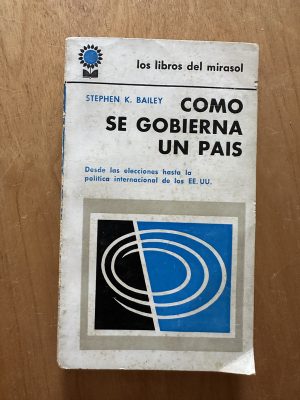 los libros del mirasol
STEPHEN K. BAILEY
COMO
SE GOBIERNA
UN PAIS
Desde las elecciones hasta la
política internacional de los EE. UU.